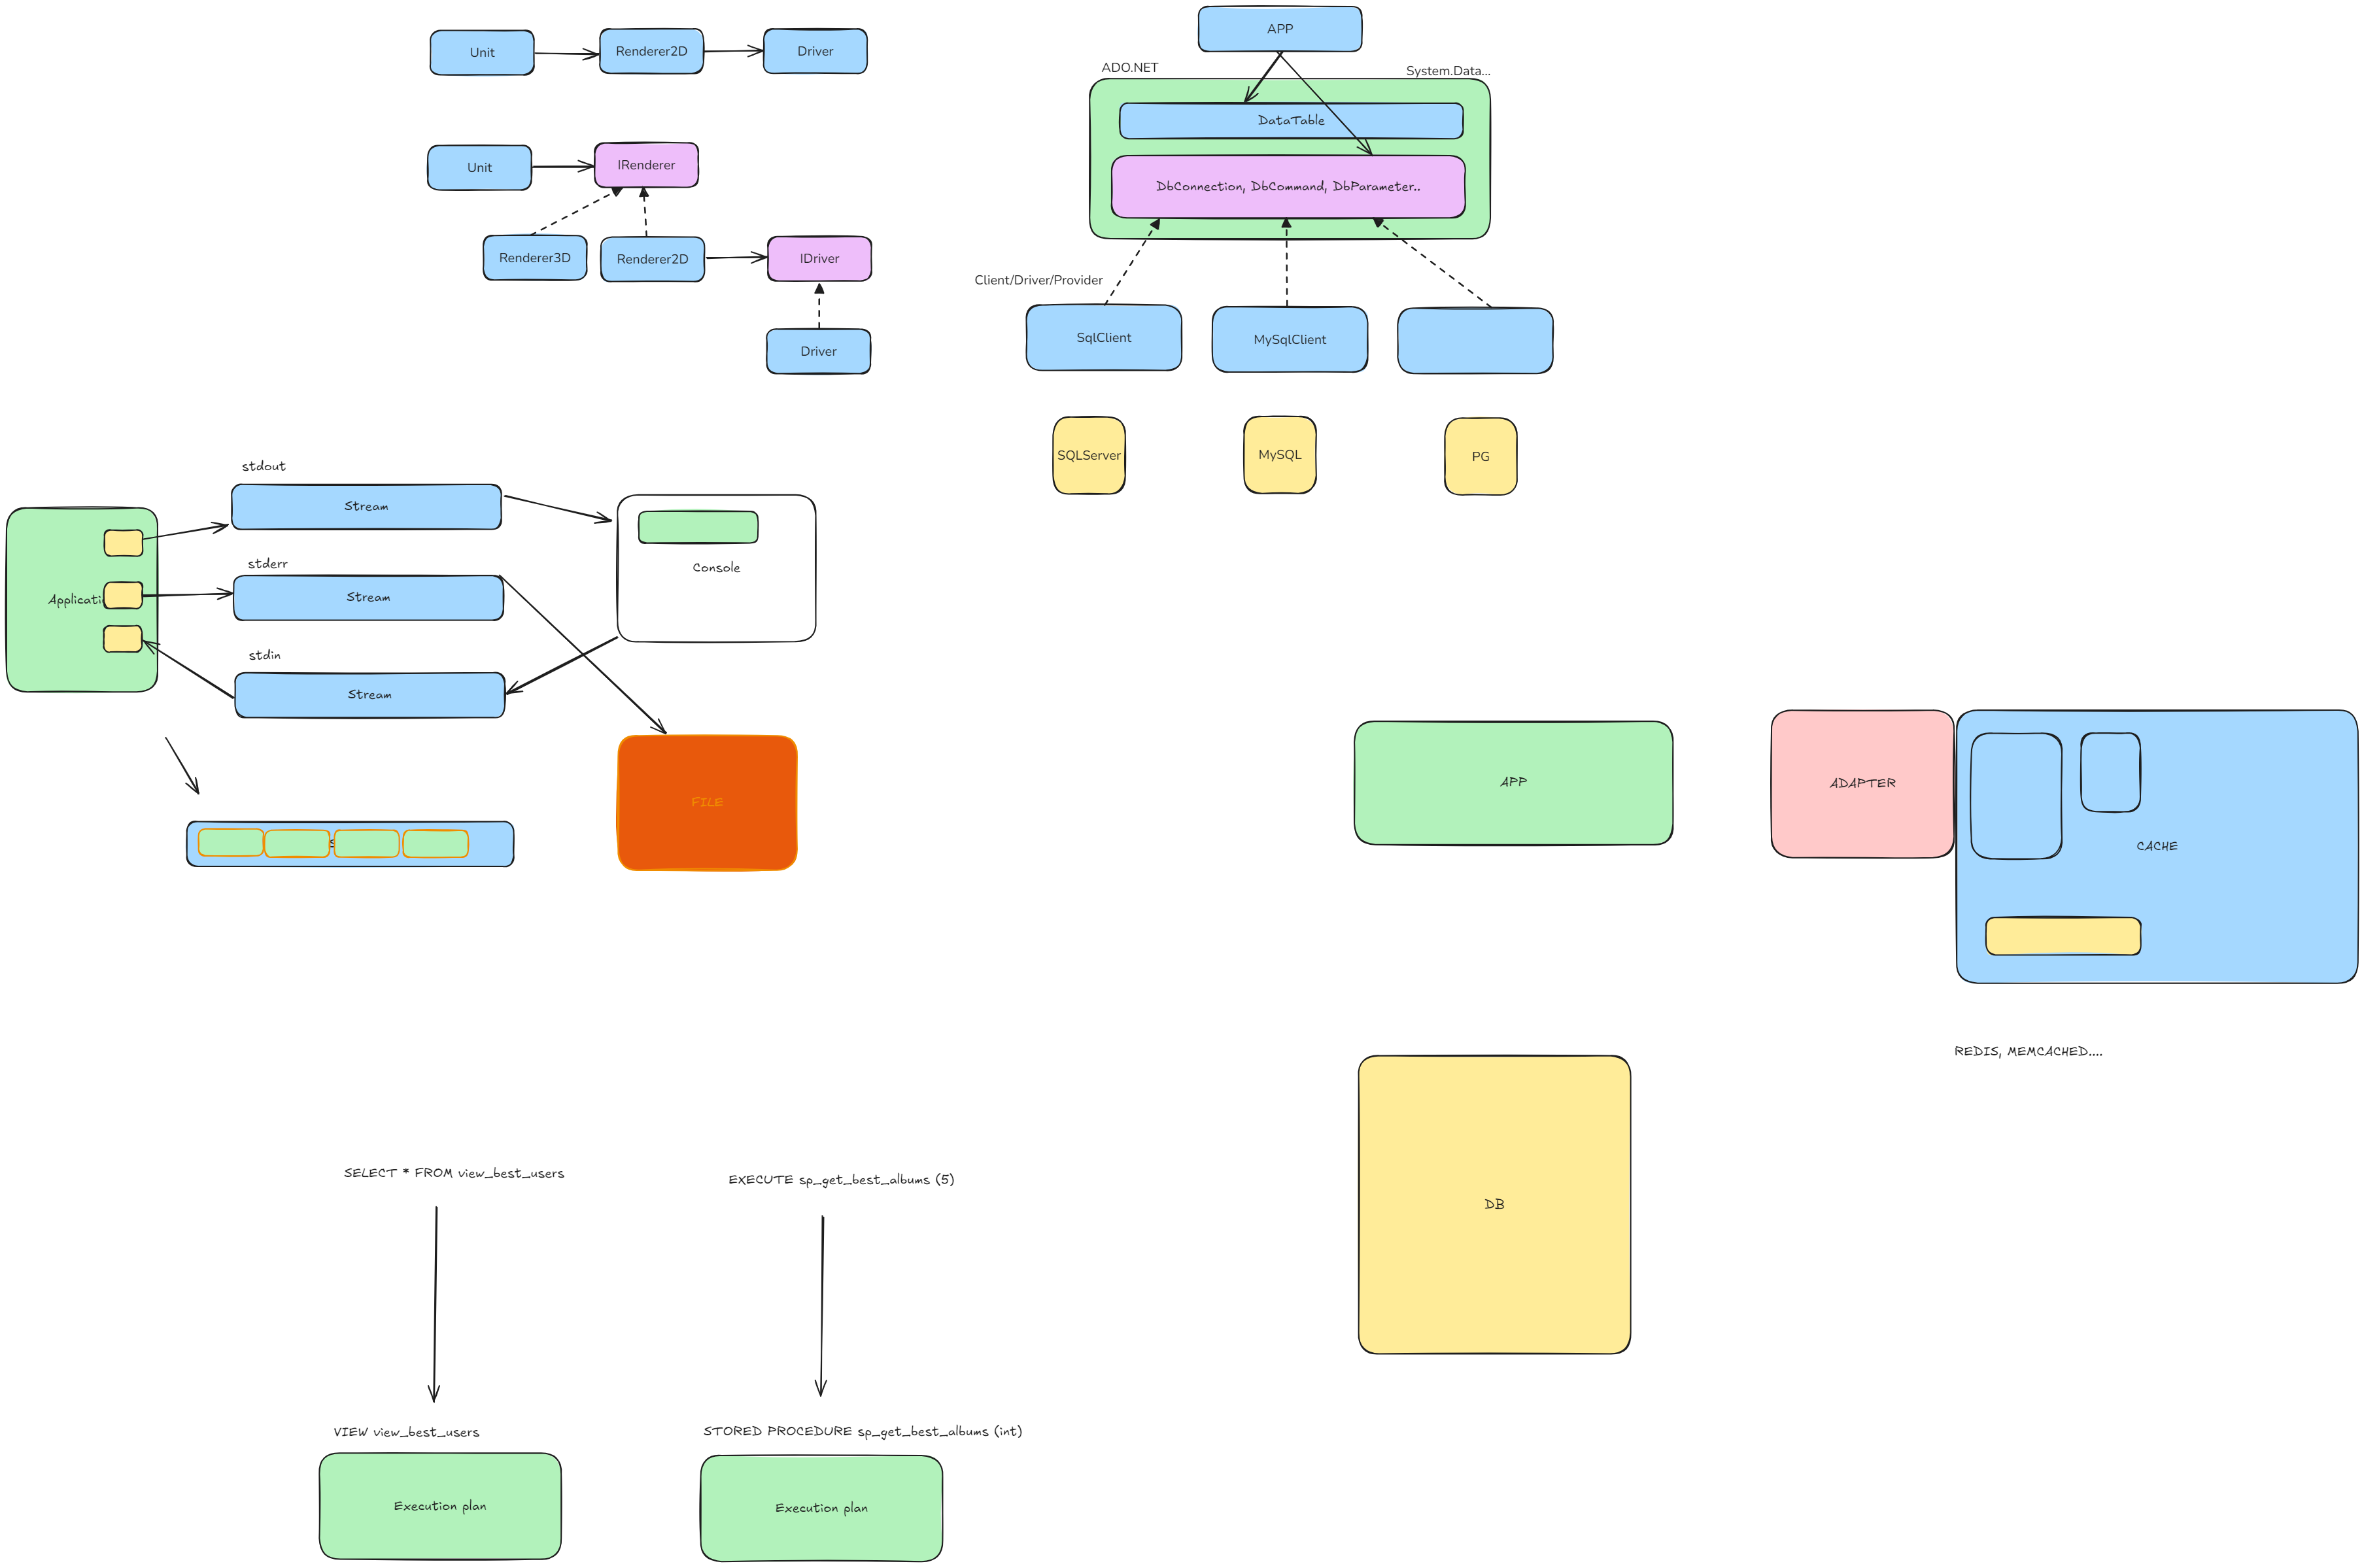 Unit
Renderer2D
Driver
Unit
IRenderer
Renderer3D
Renderer2D
IDriver
Driver
APP
ADO.NET
System.Data...
DataTable
DbConnection, DbCommand, DbParameter..
Client/Driver/Provider
SqlClient
MySqlClient
SQLServer
MySQL
PG
stdout
Stream
stderr
Stream
stdin
Stream
Console
FILE
APP
ADAPTER
CACHE
REDIS, MEMCACHED....
DB
SELECT * FROM view_best_users
VIEW view_best_users
Execution plan
EXECUTE sp_get_best_albums (5)
STORED PROCEDURE sp_get_best_albums (int)
Execution plan